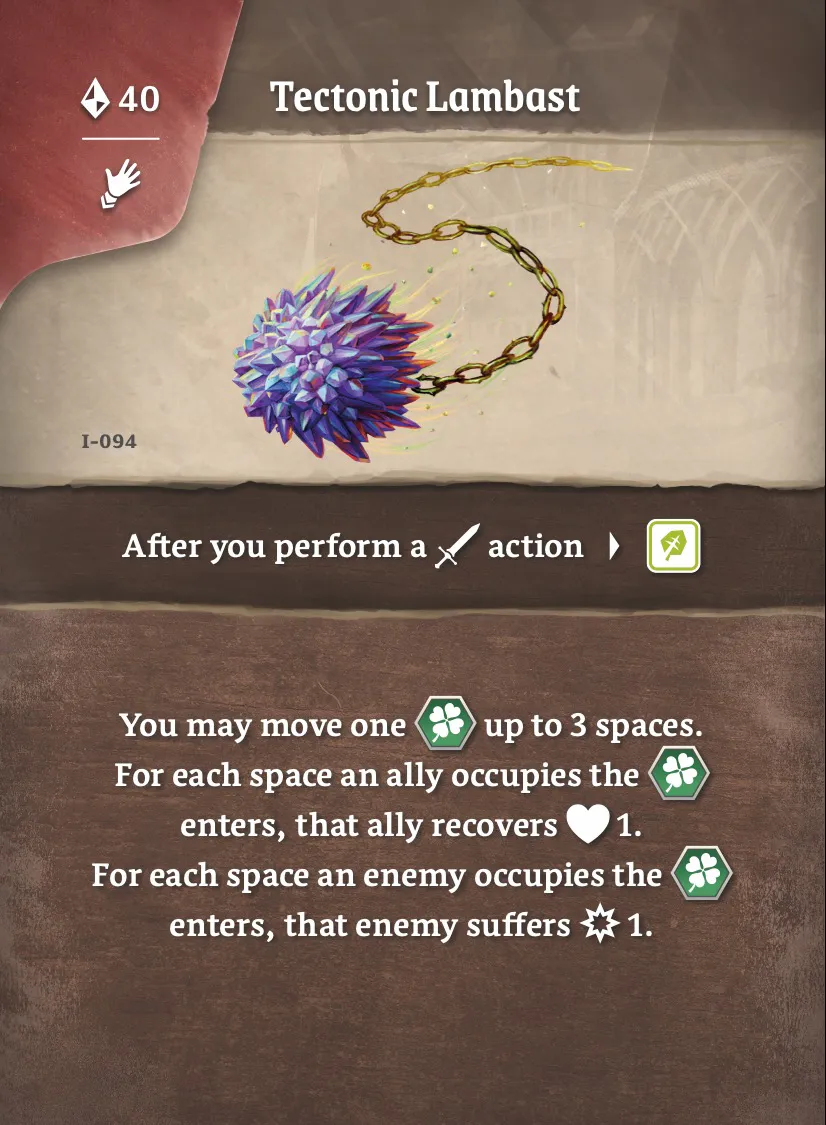 40
Tectonic Lambast
I-094
After you perform a action
You may move one up to 3 spaces.
For each space an ally occupies the
enters, that ally recovers 1.
For each space an enemy occupies the
enters, that enemy suffers 1.